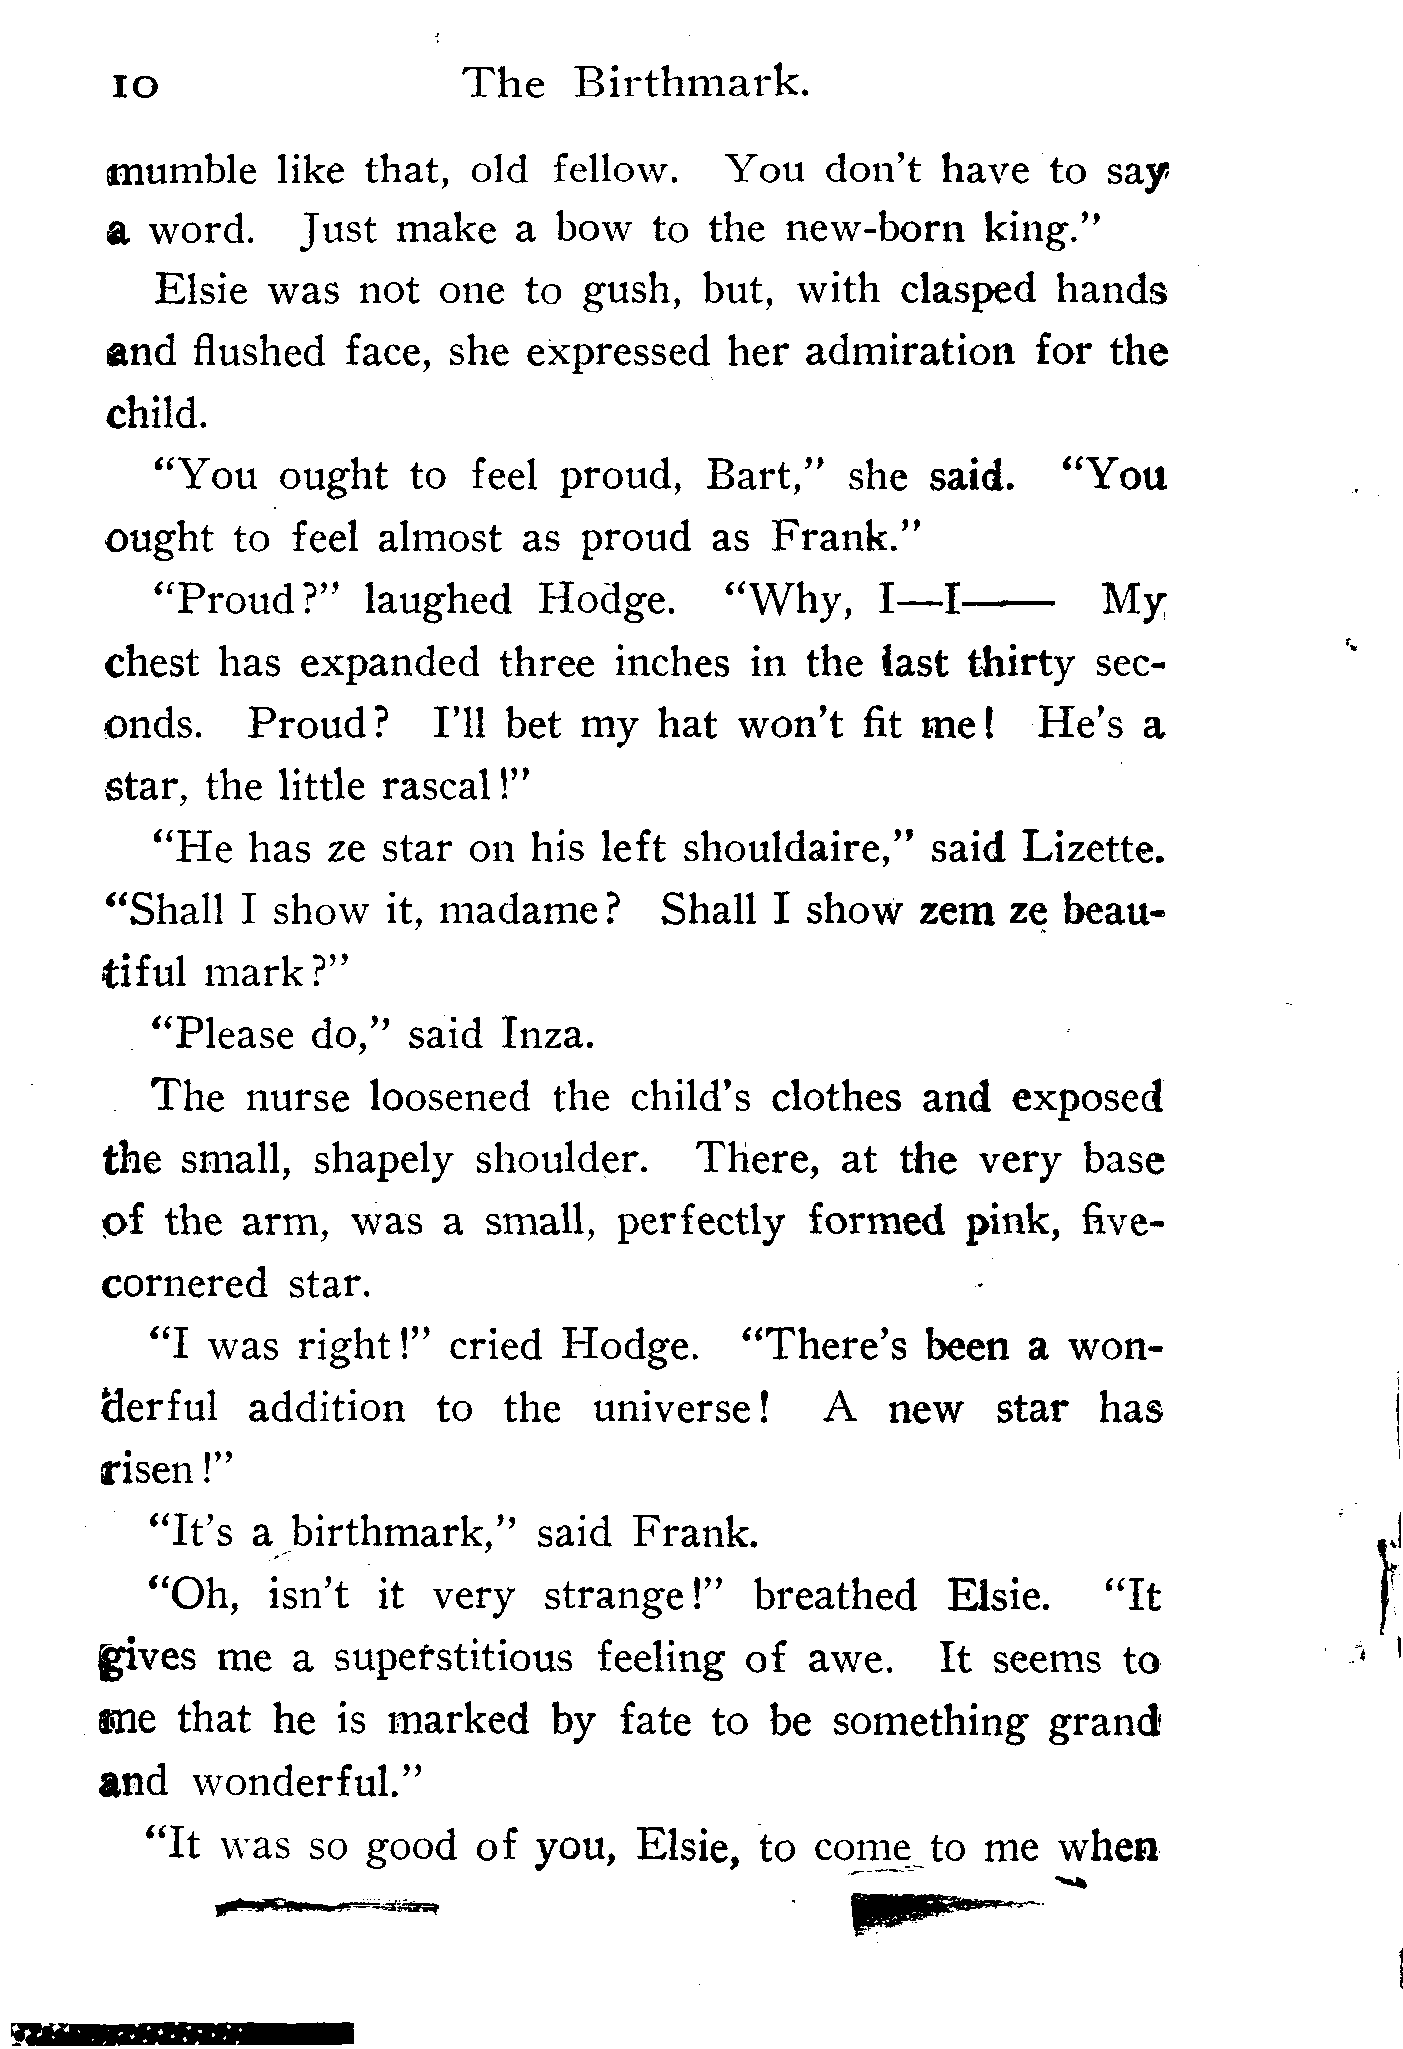 10 The Birthmark.
mumble like that, old fellow. You don't have to say
a word. Just make a bow to the new-born king."
Elsie was not one to gush, but, with clasped hands
and flushed face, she expressed her admiration for the
child.
"You ought to feel proud, Bart," she said. "You
ought to feel almost as proud as Frank."
"Proud?" laughed Hodge. "Why, I—I—— My
chest has expanded three inches in the last thirty sec-
onds. Proud? I'll bet my hat won't fit me! He's a
star, the little rascal!"
"He has ze star on his left shouldaire," said Lizette.
"Shall I show it, madame? Shall I show zem ze beau-
tiful mark?"
"Please do," said Inza.
The nurse loosened the child's clothes and exposed
the small, shapely shoulder. There, at the very base
of the arm, was a small, perfectly formed pink, five-
cornered star.
"I was right!" cried Hodge. "There's been a won-
derful addition to the universe! A new star has
risen!"
"It's a birthmark," said Frank.
"Oh, isn't it very strange!" breathed Elsie. "It
gives me a superstitious feeling of awe. It seems to
me that he is marked by fate to be something grand
and wonderful."
"It was so good of you, Elsie, to come to me when